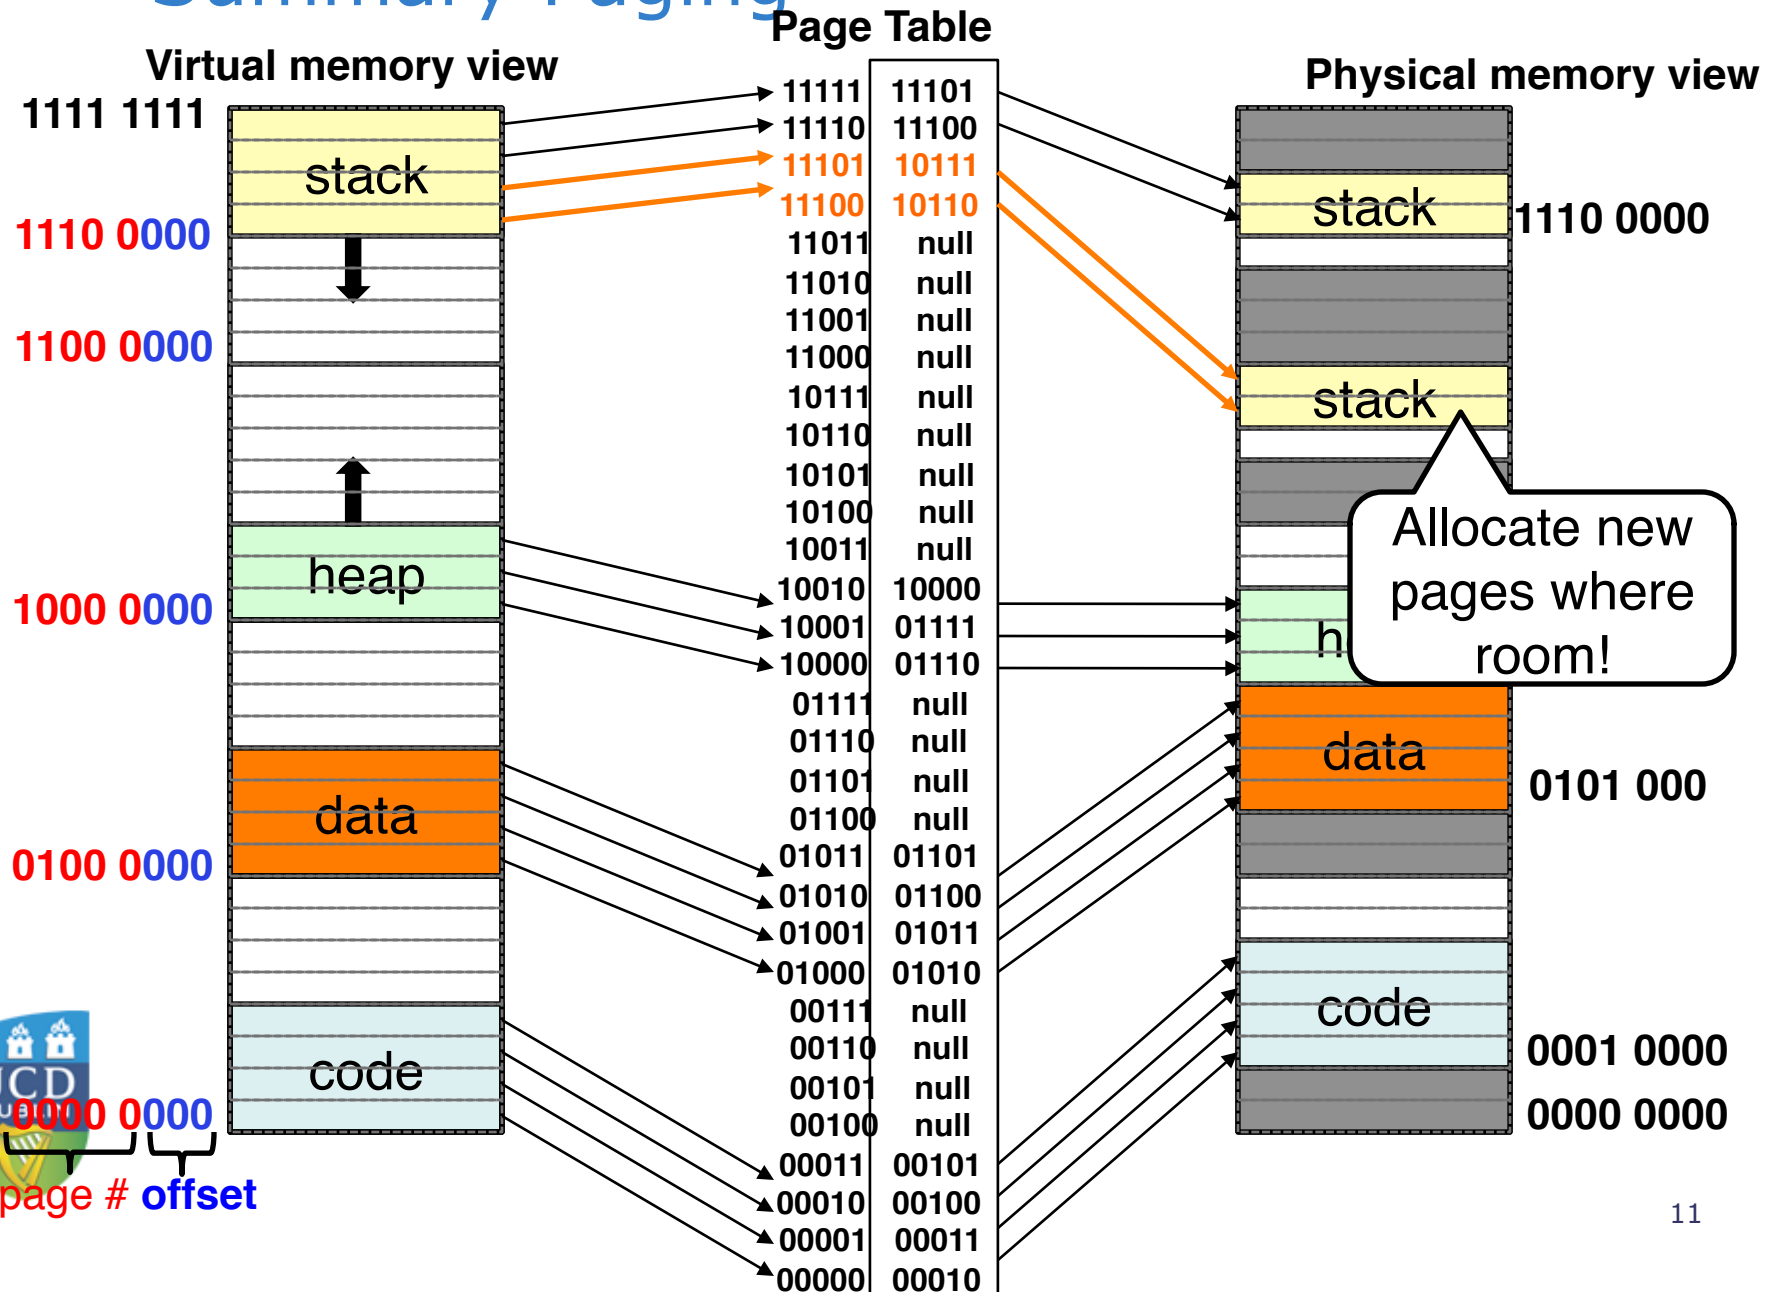 Summary Paging
Page Table
Virtual memory view
Physical memory view
1111 1111
stack
1110 0000
1100 0000
heap
1000 0000
data
0100 0000
code
0000 0000
page # offset
11111 11101
11110 11100
11101 10111
11100 10110
11011 null
11010 null
11001 null
11000 null
10111 null
10110 null
10101 null
10100 null
10011 null
10010 10000
10001 01111
10000 01110
01111 null
01110 null
01101 null
01100 null
01011 01101
01010 01100
01001 01011
01000 01010
00111 null
00110 null
00101 null
00100 null
00011 00101
00010 00100
00001 00011
00000 00010
stack
1110 0000
stack
Allocate new
pages where
room!
h
data
0101 000
code
0001 0000
0000 0000
11